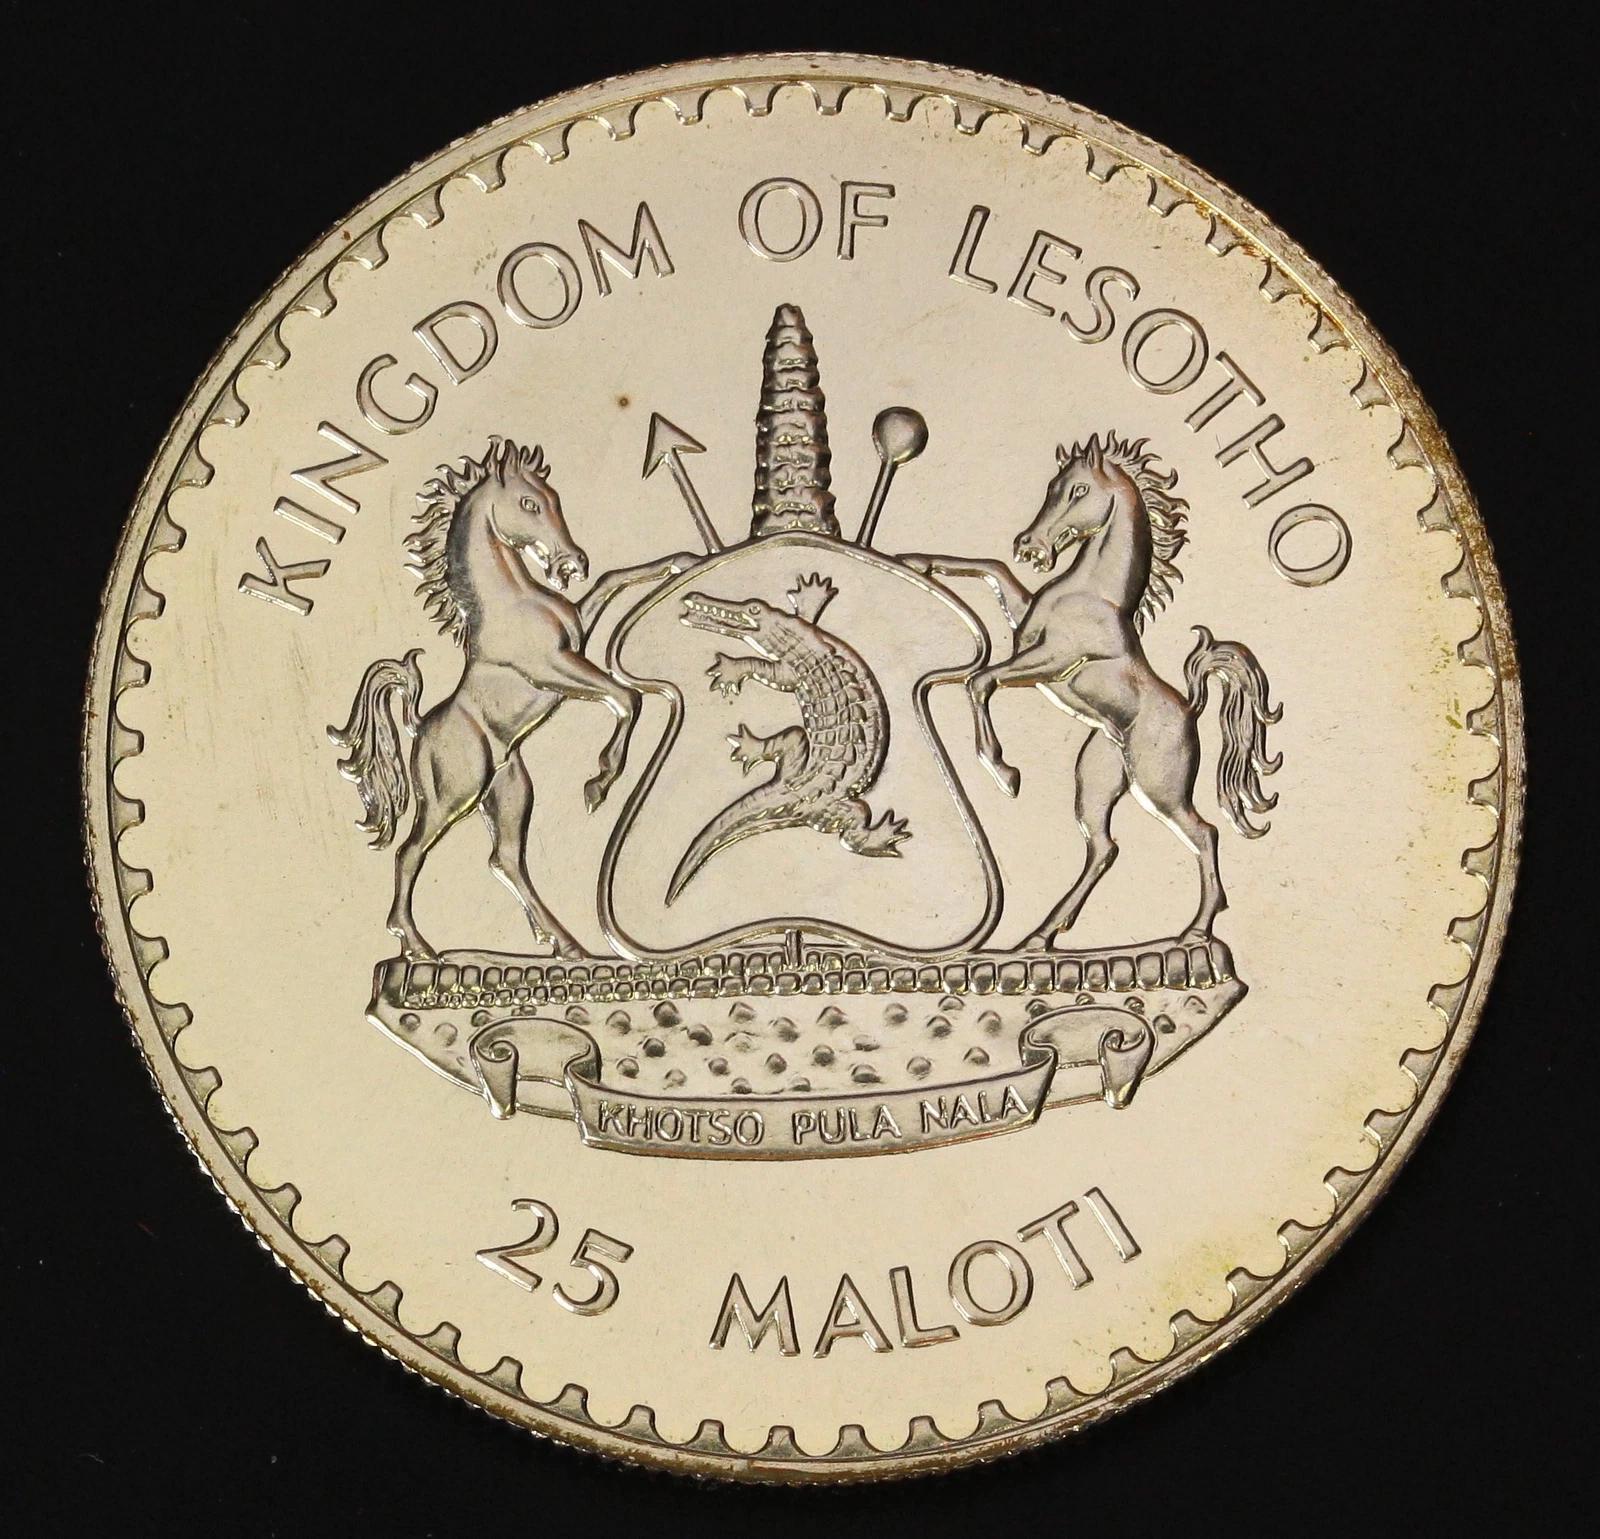 KINGDOM OF LESOTHO
KHOTSO PULA NALA
25 MALOTI